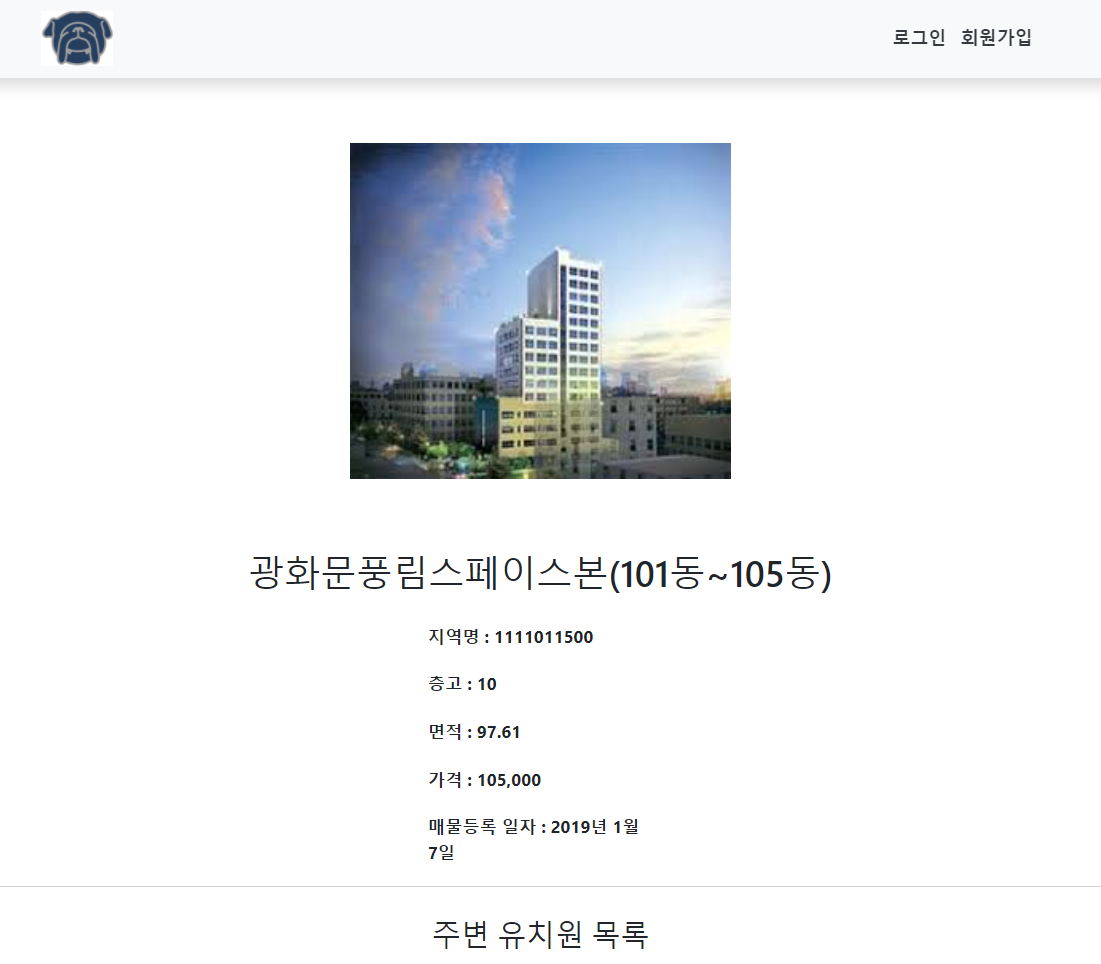 로그인 회원가입
광화문풍림스페이스본(101동~105동)
지역명 : 1111011500
층고 : 10
면적 : 97.61
가격 : 105,000
매물등록 일자 : 2019년 1월
7일
주변 유치원 목록